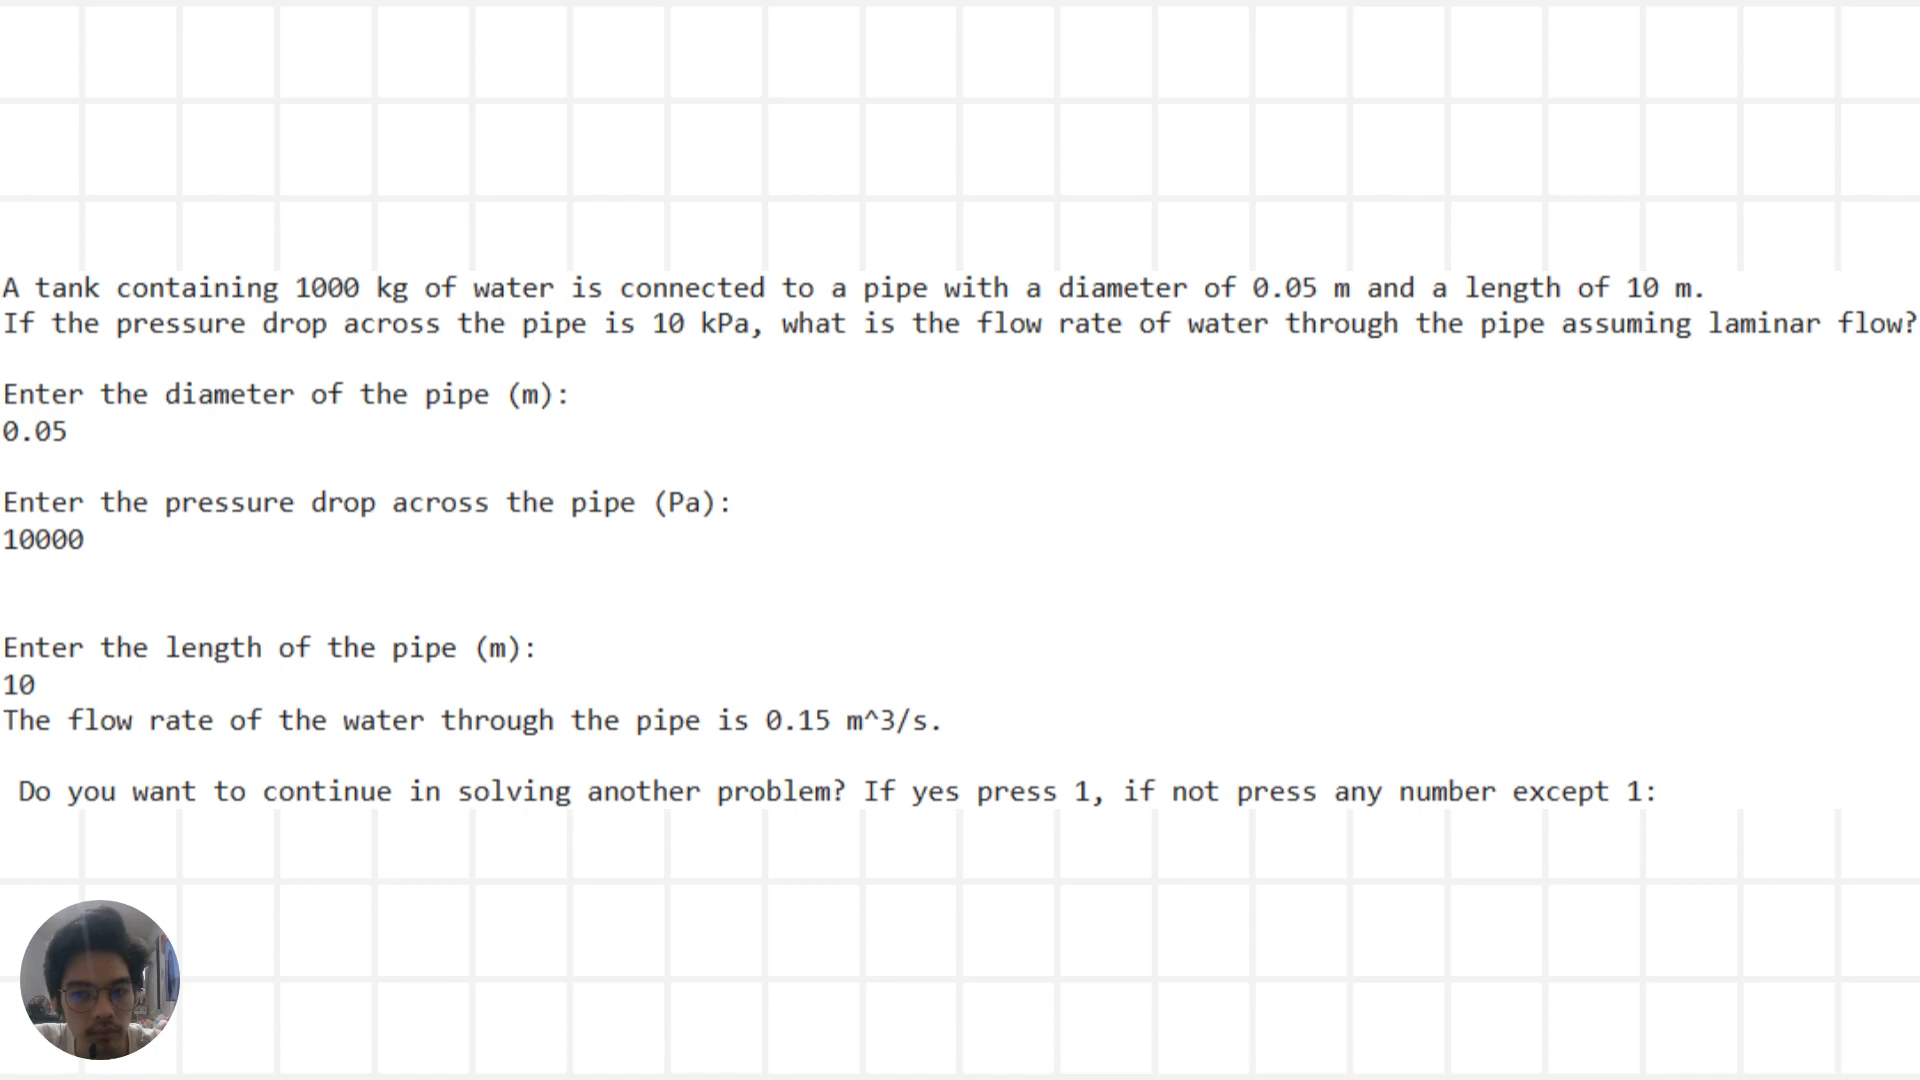 A tank containing 1000 kg of water is connected to a pipe with a diameter of 0.05 m and a length of 10 m.
If the pressure drop across the pipe is 10 kPa, what is the flow rate of water through the pipe assuming laminar flow?
Enter the diameter of the pipe (m):
0.05
Enter the pressure drop across the pipe (Pa):
10000
Enter the length of the pipe (m):
10
The flow rate of the water through the pipe is 0.15 m^3/s.
Do you want to continue in solving another problem? If yes press 1, if not press any number except 1: